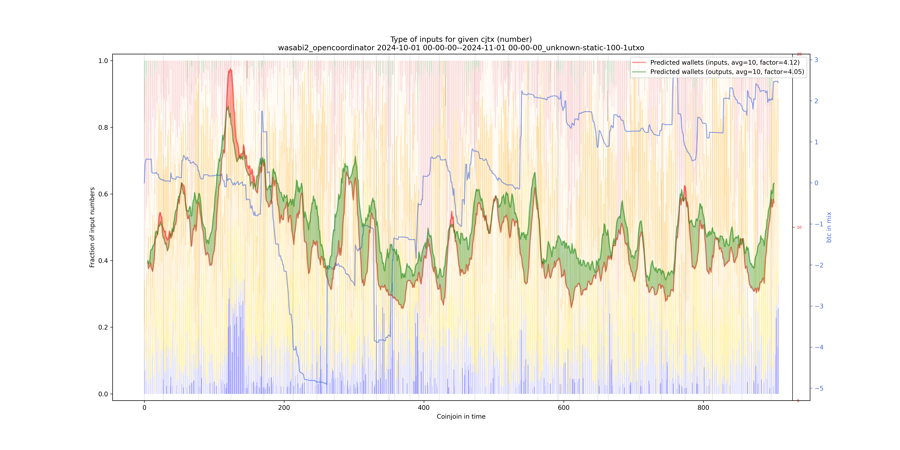 Type of inputs for given cjtx (number)
wasabi2_opencoordinator 2024-10-01 00-00-00--2024-11-01 00-00-00_unknown-static-100-1utxo
Predicted wallets (inputs, avg=10, factor=4.12)
Predicted wallets (outputs, avg=10, factor=4.05)
Fraction of input numbers
1.0
0.8
0.6
0.4
0.2
0.0
0
200
400
600
800
Coinjoin in time
3
2
1
0
−1
−2
−3
−4
−5
btc in mix